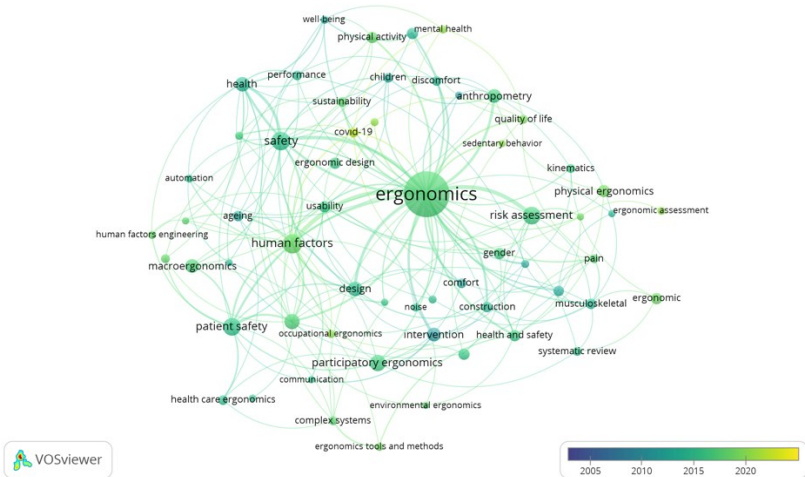 well-being
mental health
physical activity
performance
children
discomfort
health
anthropometry
sustainability
quality of life
covid-19
safety
sedentary behavior
ergonomic design
kinematics
automation
physical ergonomics
ergonomics
usability
ergonomic assessment
ageing
risk assessment
human factors engineering
human factors
gender
pain
macroergonomics
comfort
design
ergonomic
noise
construction
musculoskeletal
patient safety
occupational ergonomics
intervention
health and safety
systematic review
participatory ergonomics
communication
health care ergonomics
environmental ergonomics
complex systems
ergonomics tools and methods
VOSviewer
2005 2010 2015 2020